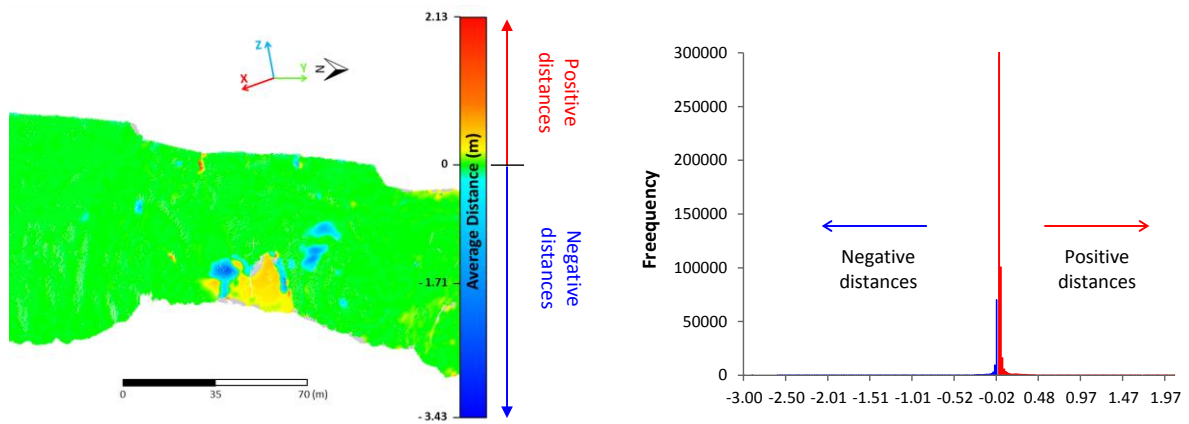 2.13
Z
Y
X
N
Positive
distances
0
Average Distance (m)
Negative
distances
- 1.71
- 3.43
0
35
70 (m)
300000
250000
200000
150000
100000
50000
0
Freequency
Negative
distances
Positive
distances
-3.00 -2.50 -2.01 -1.51 -1.01 -0.52 -0.02 0.48 0.97 1.47 1.97